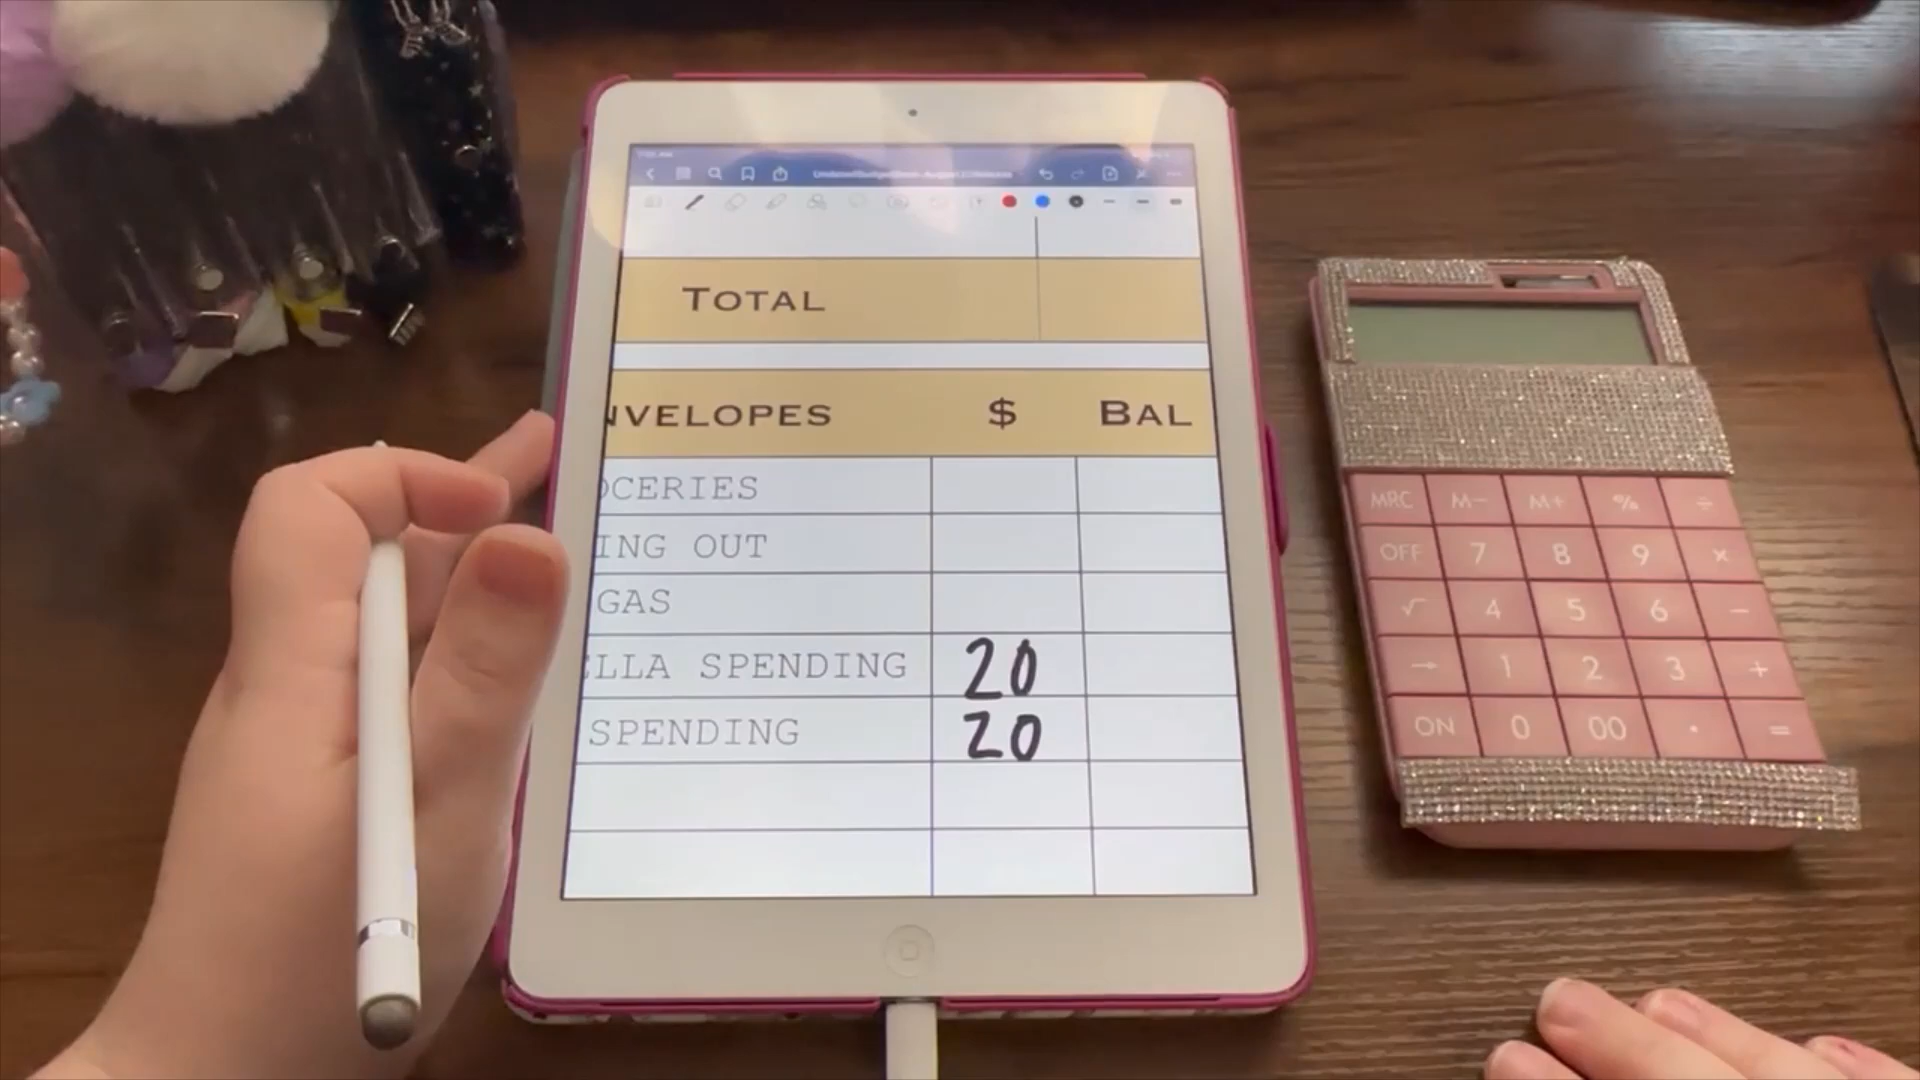 TOTAL
NVELOPES $ BAL
OCERIES
ING OUT
GAS
ELLA SPENDING 20
SPENDING 20
MRC M- M+ % ÷
OFF 7 8 9 ×
√ 4 5 6 -
→ 1 2 3 +
ON 0 00 . =